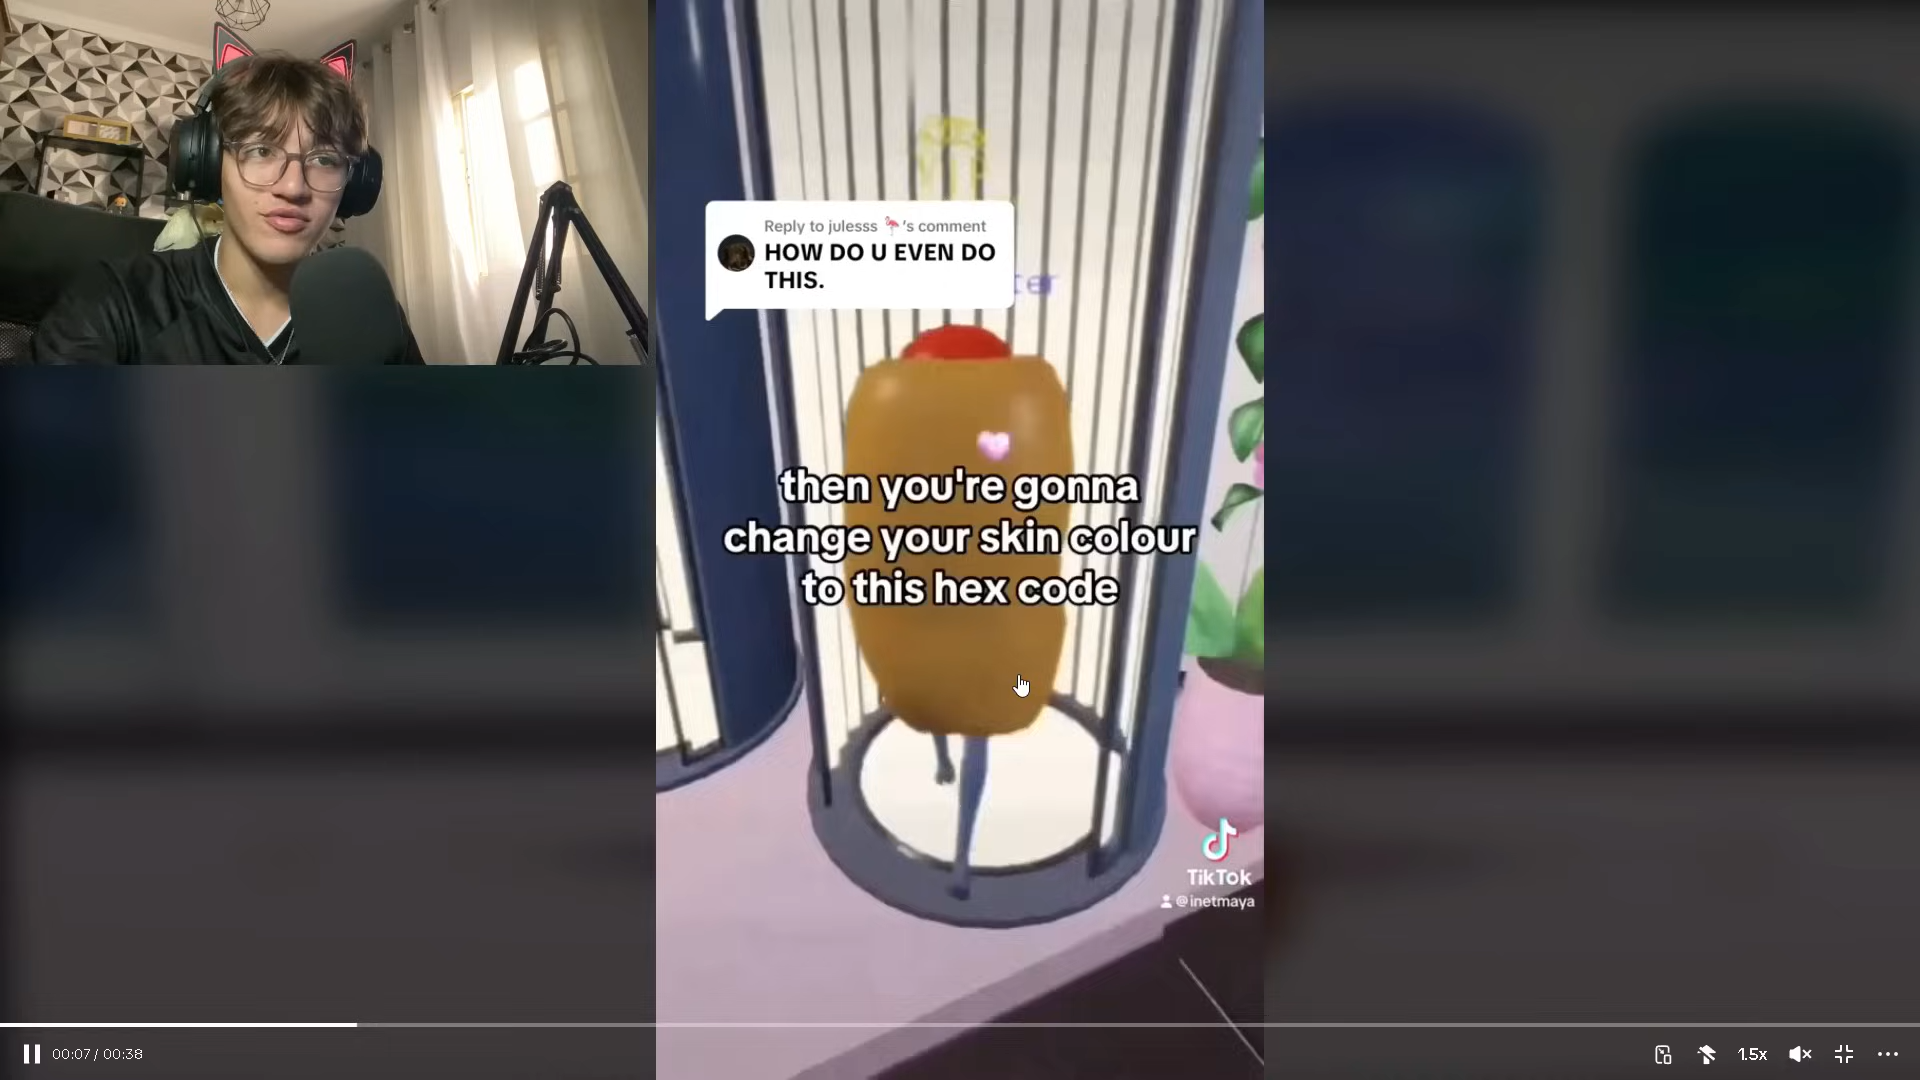 Reply to julesss 🦩's comment
HOW DO U EVEN DO
THIS.
then you're gonna
change your skin colour
to this hex code
TikTok
@inetmaya
00:07 / 00:38
1.5x